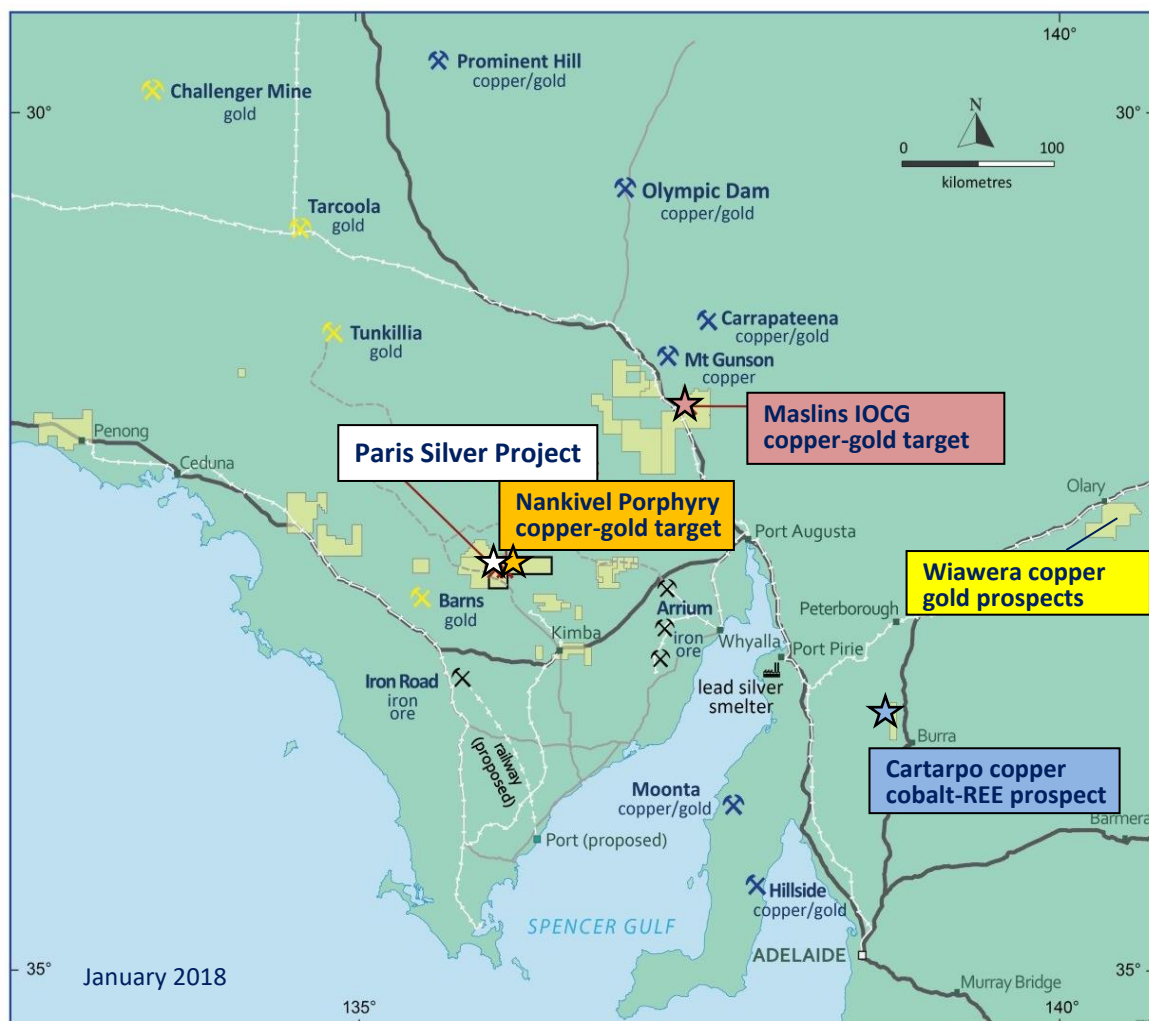 140°
Prominent Hill
copper/gold
Challenger Mine
gold
30°
30°
N
0
100
kilometres
Olympic Dam
copper/gold
Tarcoola
gold
Carrapateena
copper/gold
Tunkillia
gold
Mt Gunson
copper
Maslins IOCG
copper-gold target
Penong
Ceduna
Paris Silver Project
Nankivel Porphyry
copper-gold target
Olary
Port Augusta
Wiawera copper
gold prospects
Barns
gold
Arrium
iron
ore
Peterborough
Kimba
Whyalla
Port Pirie
lead silver
smelter
Iron Road
iron
ore
railway
(proposed)
Burra
Cartarpo copper
cobalt-REE prospect
Moonta
copper/gold
Barmera
Port (proposed)
Hillside
copper/gold
SPENCER GULF
ADELAIDE
January 2018
35°
35°
Murray Bridge
135°
140°